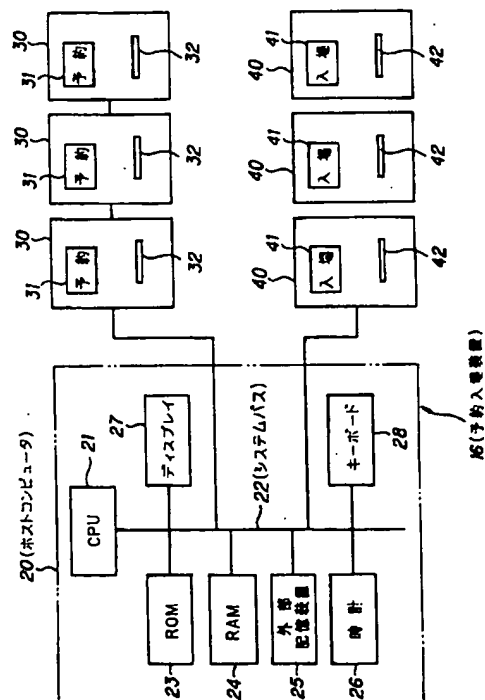 20(ホストコンピュータ)
21
CPU
27
ディスプレイ
22(システムバス)
ROM
23
RAM
24
外部
記憶装置
25
時計
26
キーボード
28
16(予約入場装置)
30
31
予約
32
30
31
予約
32
30
31
予約
32
40
41
入場
42
40
41
入場
42
40
41
入場
42